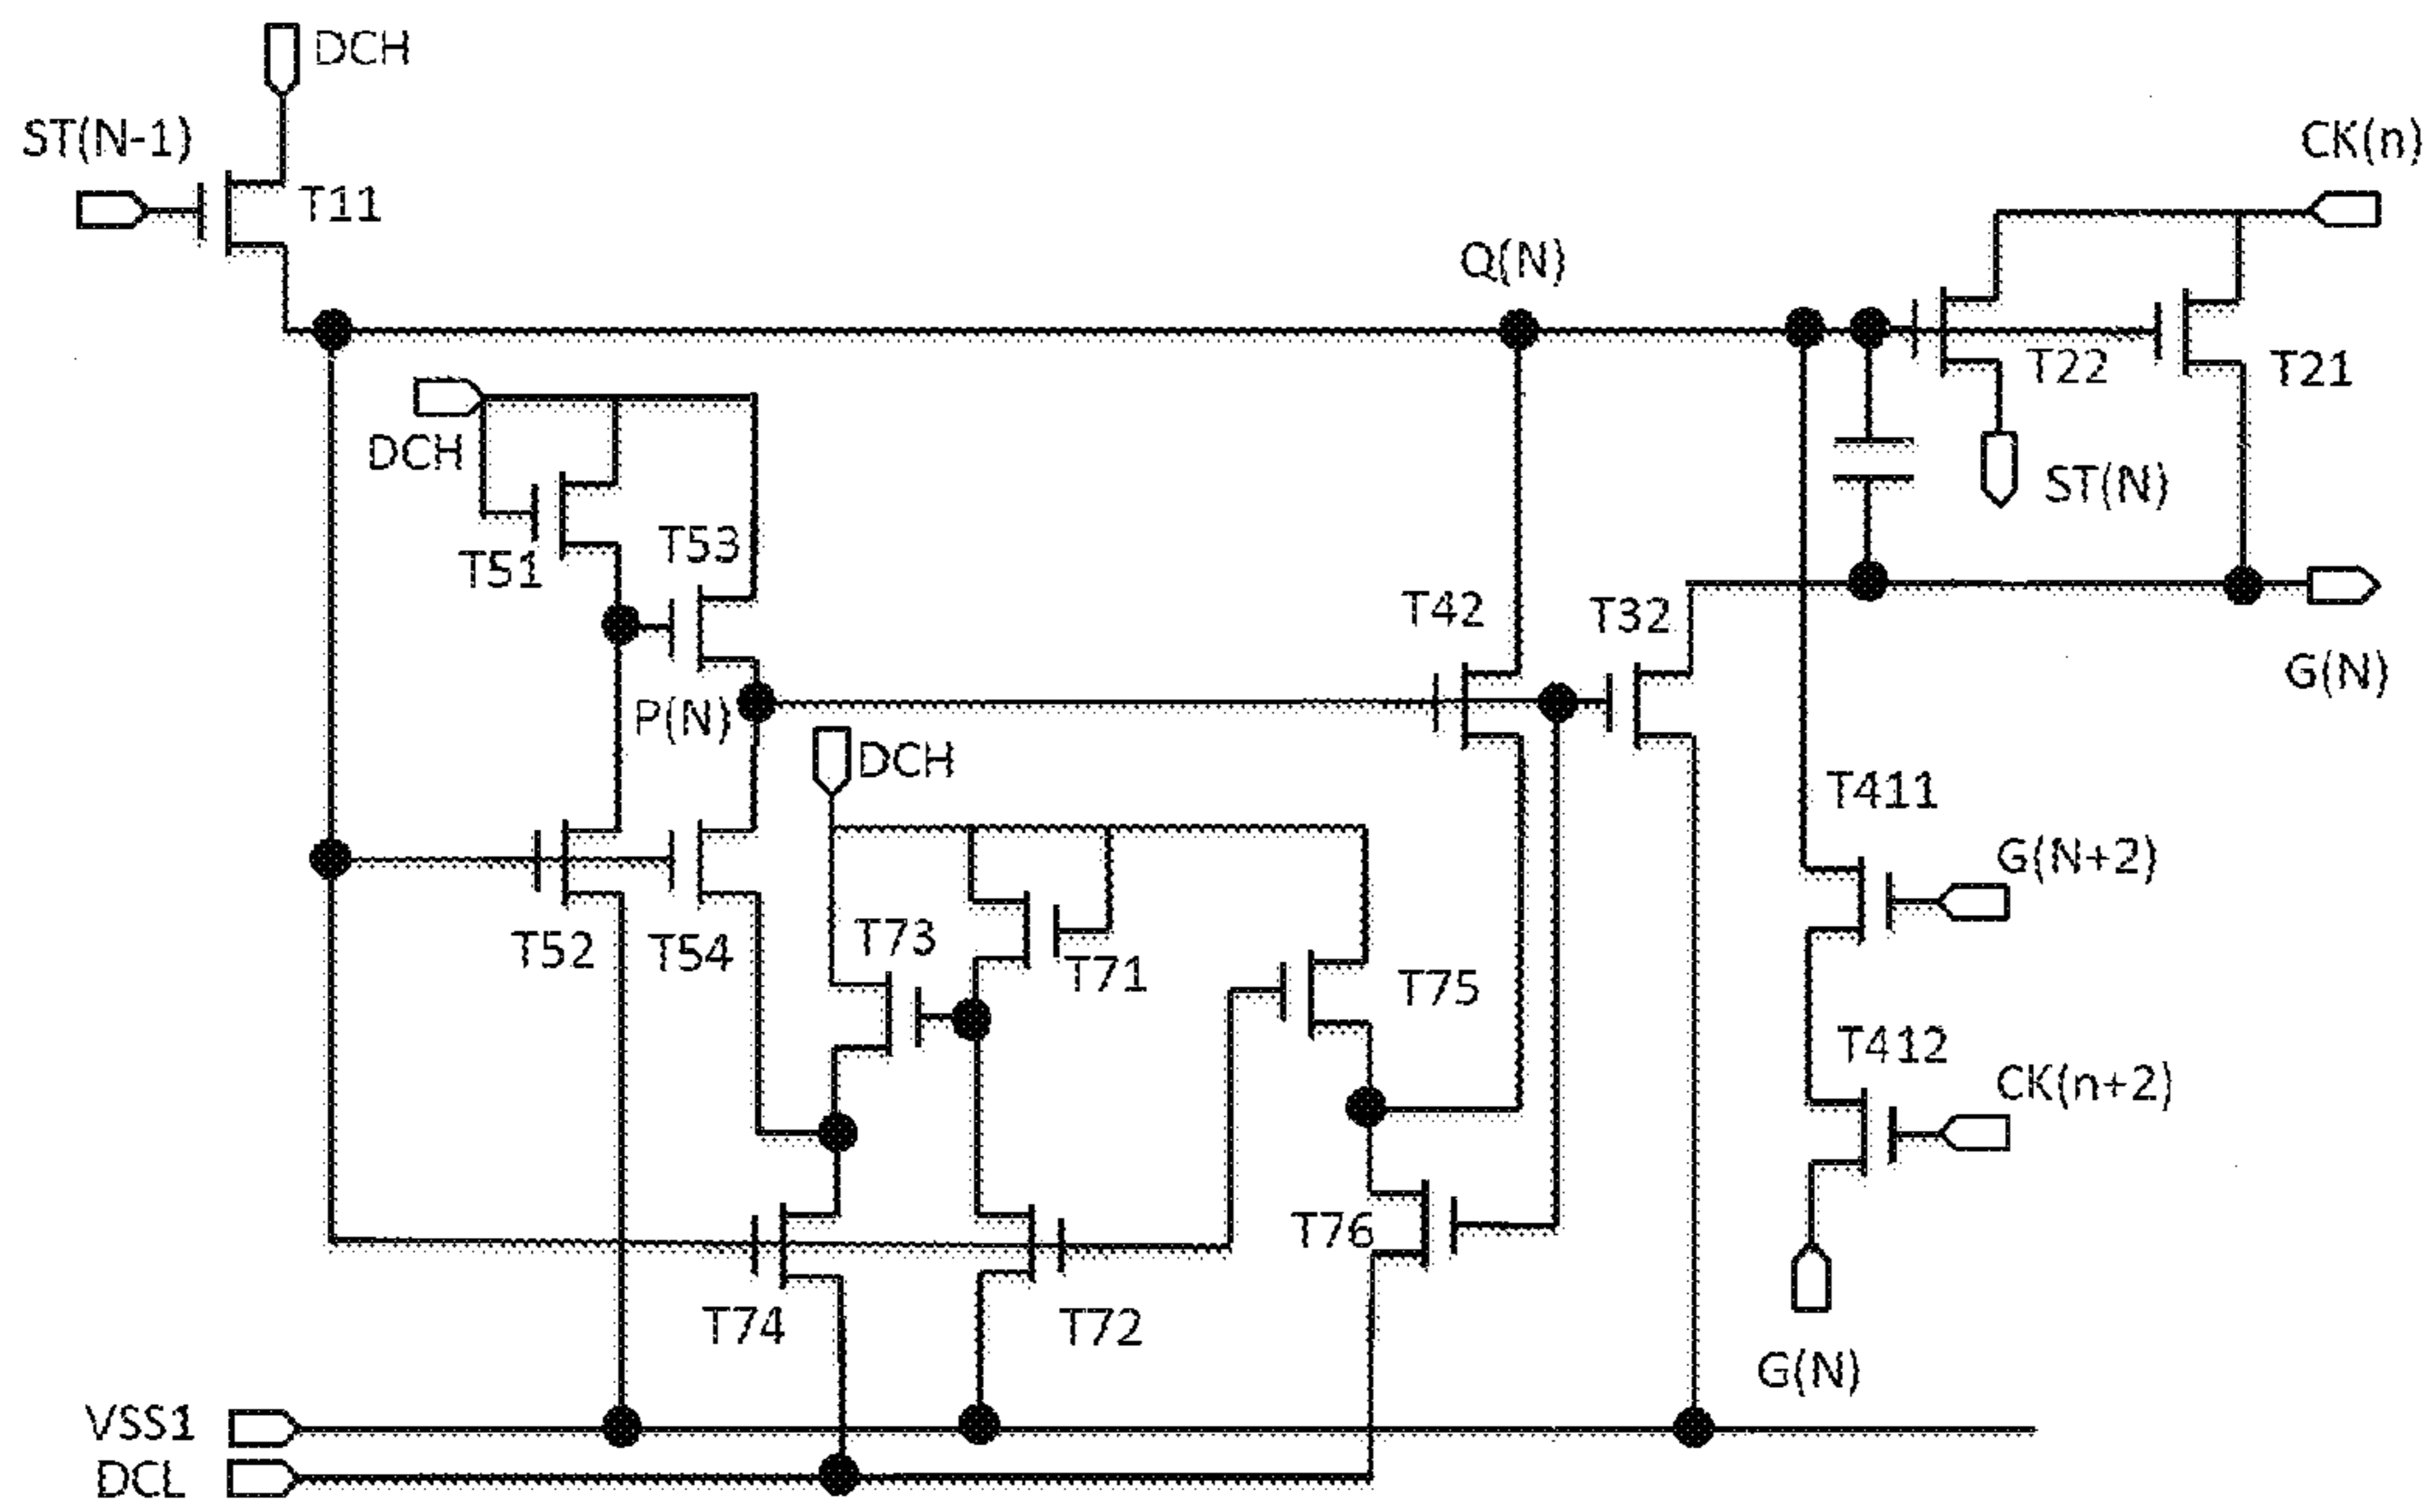 DCH
ST(N-1)
CK(n)
T11
Q(N)
T22
T21
DCH
ST(N)
T53
T51
T42
T32
G(N)
P(N)
DCH
T411
G(N+2)
T73
T52
T54
T71
T75
T412
CK(n+2)
T76
T74
T72
G(N)
VSS1
DCL